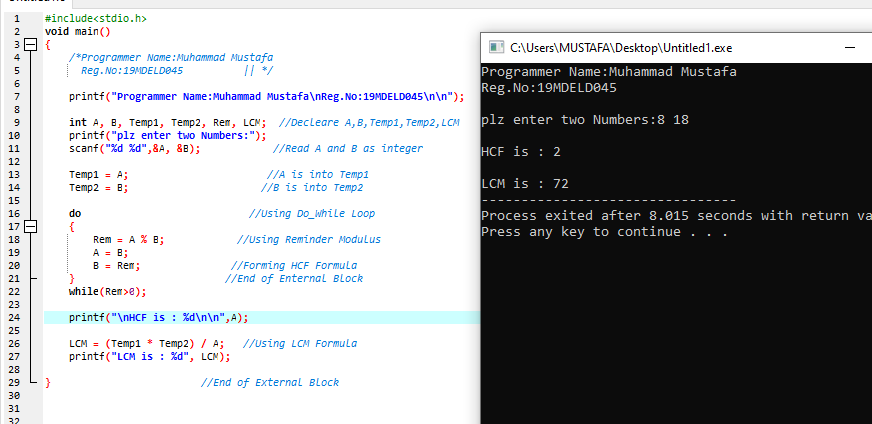 1 #include<stdio.h>
2 void main()
3 {
4 /*Programmer Name:Muhammad Mustafa
5 Reg.No:19MDELD045 || */
6
7 printf("Programmer Name:Muhammad Mustafa\nReg.No:19MDELD045\n\n");
8
9 int A, B, Temp1, Temp2, Rem, LCM; //Decleare A,B,Temp1,Temp2,LCM
10 printf("plz enter two Numbers:");
11 scanf("%d %d",&A, &B); //Read A and B as integer
12
13 Temp1 = A; //A is into Temp1
14 Temp2 = B; //B is into Temp2
15
16 do //Using Do_While Loop
17 {
18 Rem = A % B; //Using Reminder Modulus
19 A = B;
20 B = Rem; //Forming HCF Formula
21 } //End of Enternal Block
22 while(Rem>0);
23
24 printf("\nHCF is : %d\n\n",A);
25
26 LCM = (Temp1 * Temp2) / A; //Using LCM Formula
27 printf("LCM is : %d", LCM);
28
29 } //End of External Block
30
31
32
C:\Users\MUSTAFA\Desktop\Untitled1.exe
Programmer Name:Muhammad Mustafa
Reg.No:19MDELD045
plz enter two Numbers:8 18
HCF is : 2
LCM is : 72
--------------------------------
Process exited after 8.015 seconds with return va
Press any key to continue . . .